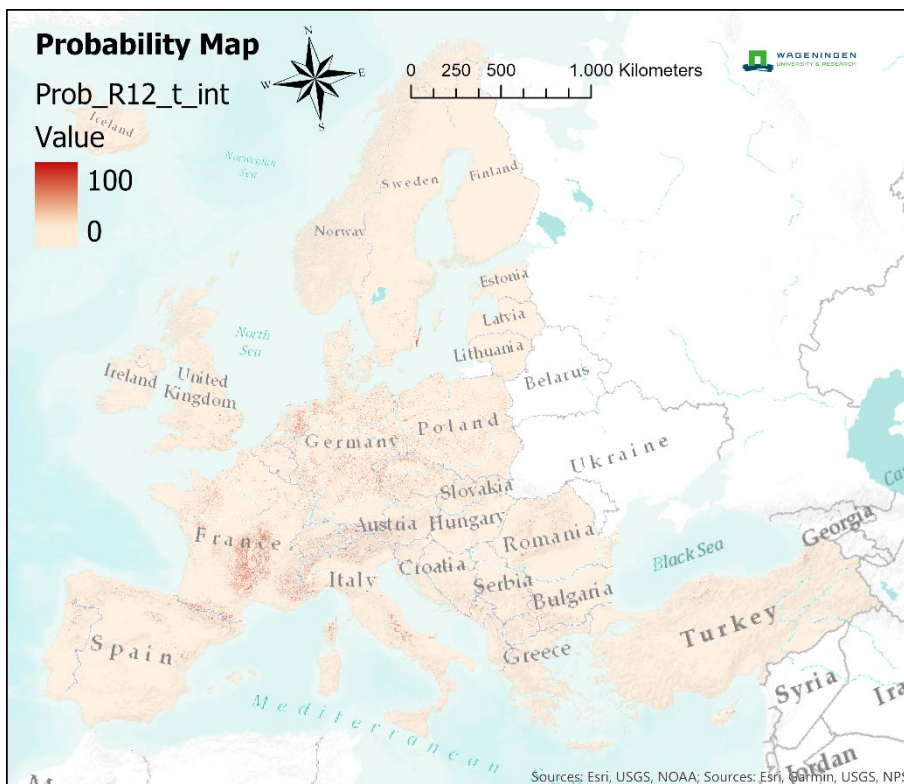 Probability Map
Prob_R12_t_int
Value
100
0
N
W
E
S
0 250 500 1.000 Kilometers
WAGENINGEN
UNIVERSITY & RESEARCH
Iceland
Norwegian
Sea
Sweden
Finland
Norway
Estonia
Latvia
Lithuania
North
Sea
Ireland
United
Kingdom
Belarus
Germany
Poland
Ukraine
Slovakia
Austria
Hungary
France
Romania
Croatia
Italy
Serbia
Bulgaria
Black Sea
Georgia
Spain
Greece
Turkey
Syria
Mediterranean
Jordan
Sources: Esri, USGS, NOAA; Sources: Esri, Garmin, USGS, NPS